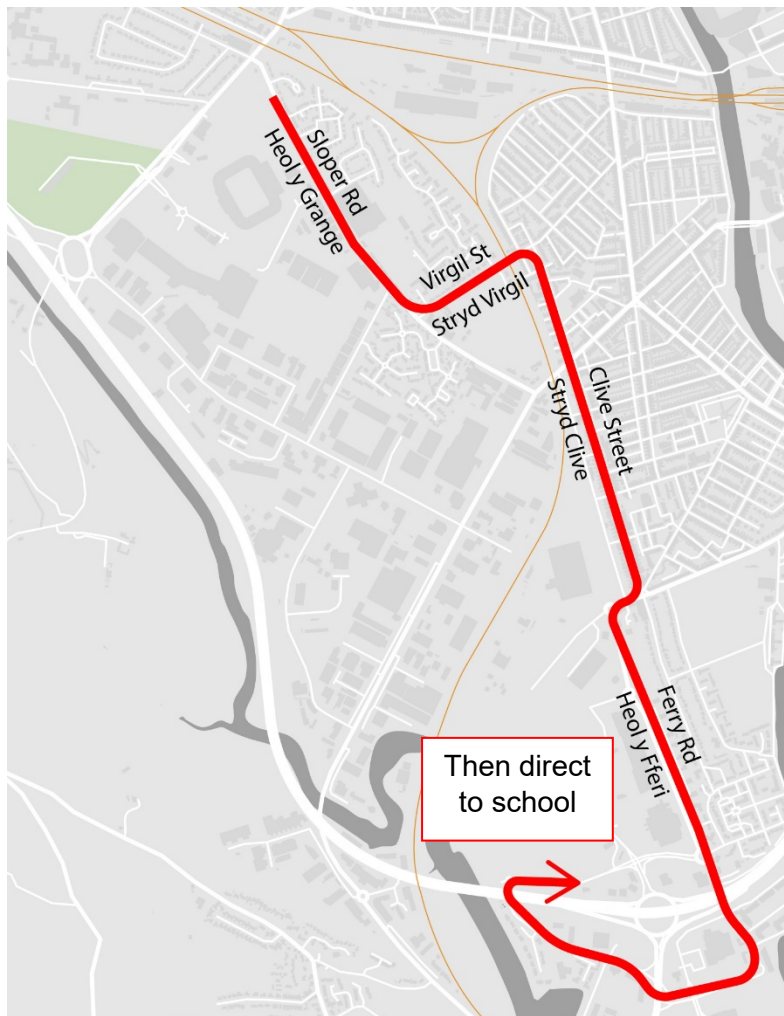 Sloper Rd
Heol y Grange
Virgil St
Stryd Virgil
Clive Street
Stryd Clive
Ferry Rd
Heol y Fferi
Then direct
to school